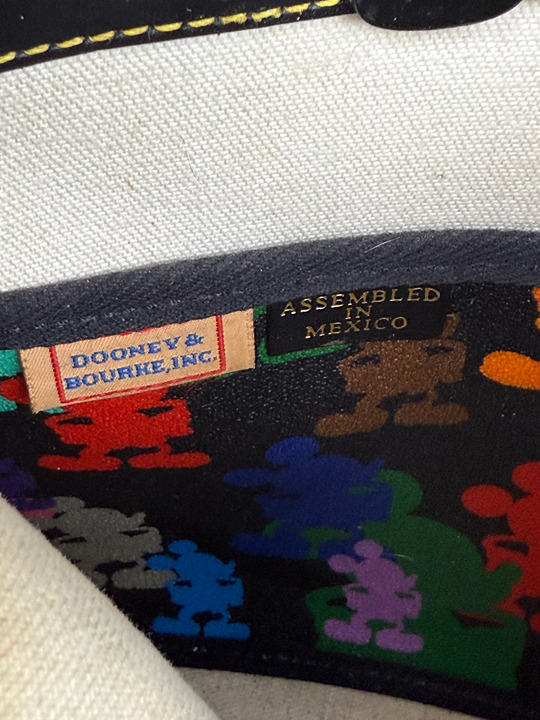 DOONEY &
BOURKE, INC.
ASSEMBLED
IN
MEXICO